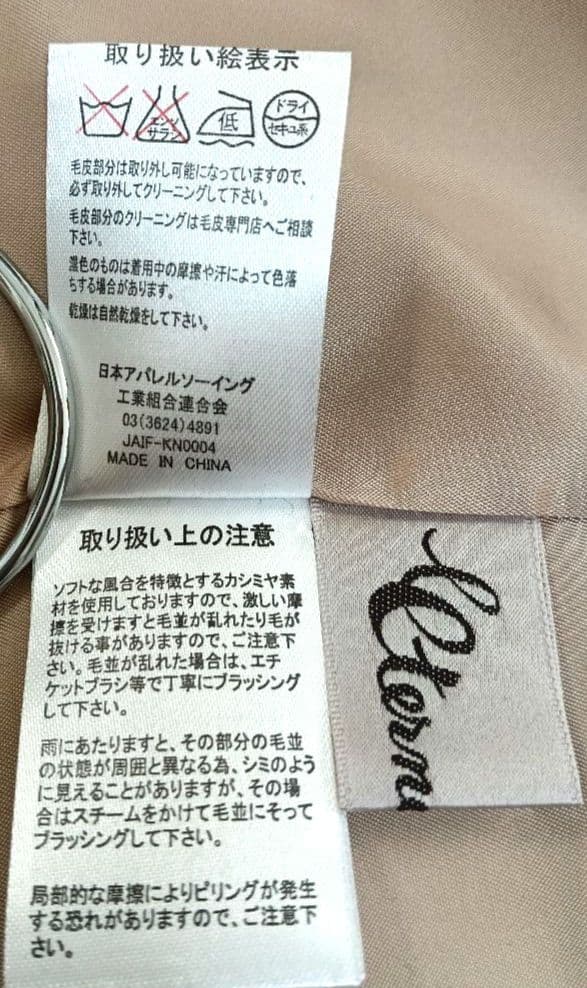 取り扱い絵表示
エンソ
サラシ
低
ドライ
セキユ系
毛皮部分は取り外し可能になっていますので、
必ず取り外してクリーニングして下さい。
毛皮部分のクリーニングは毛皮専門店へご相談
下さい。
濃色のものは着用中の摩擦や汗によって色落
ちする場合があります。
乾燥は自然乾燥をして下さい。
日本アパレルソーイング
工業組合連合会
03(3624)4891
JAIF-KN0004
MADE IN CHINA
取り扱い上の注意
ソフトな風合を特徴とするカシミヤ素
材を使用しておりますので、激しい摩
擦を受けますと毛並が乱れたり毛が
抜ける事がありますので、ご注意下
さい。毛並が乱れた場合は、エチ
ケットブラシ等で丁寧にブラッシング
して下さい。
雨にあたりますと、その部分の毛並
の状態が周囲と異なる為、シミのよう
に見えることがありますが、その場
合はスチームをかけて毛並にそって
ブラッシングして下さい。
局部的な摩擦によりピリングが発生
する恐れがありますので、ご注意下
さい。